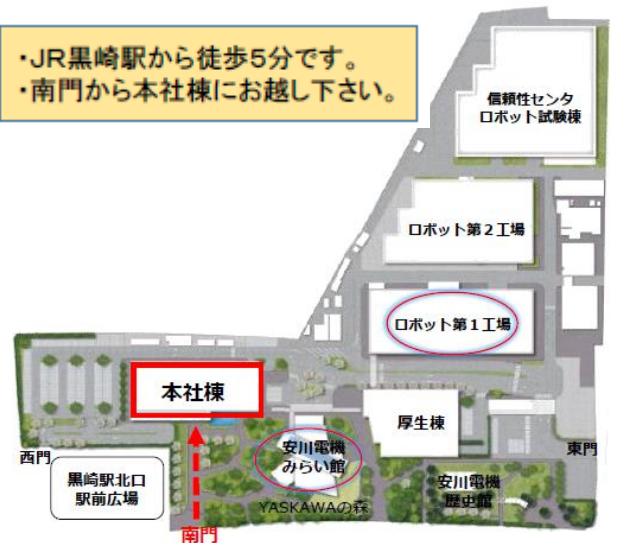 ・JR黒崎駅から徒歩5分です。
・南門から本社棟にお越し下さい。
信頼性センタ
ロボット試験棟
ロボット第2工場
ロボット第1工場
本社棟
厚生棟
西門
安川電機
みらい館
東門
黒崎駅北口
駅前広場
安川電機
歴史館
YASKAWAの森
南門